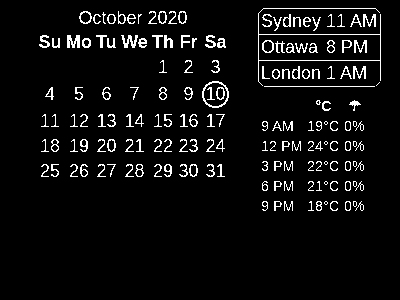 October 2020
Su Mo Tu We Th Fr Sa
1 2 3
4 5 6 7 8 9 10
11 12 13 14 15 16 17
18 19 20 21 22 23 24
25 26 27 28 29 30 31
Sydney 11 AM
Ottawa 8 PM
London 1 AM
°C ☂
9 AM 19°C 0%
12 PM 24°C 0%
3 PM 22°C 0%
6 PM 21°C 0%
9 PM 18°C 0%